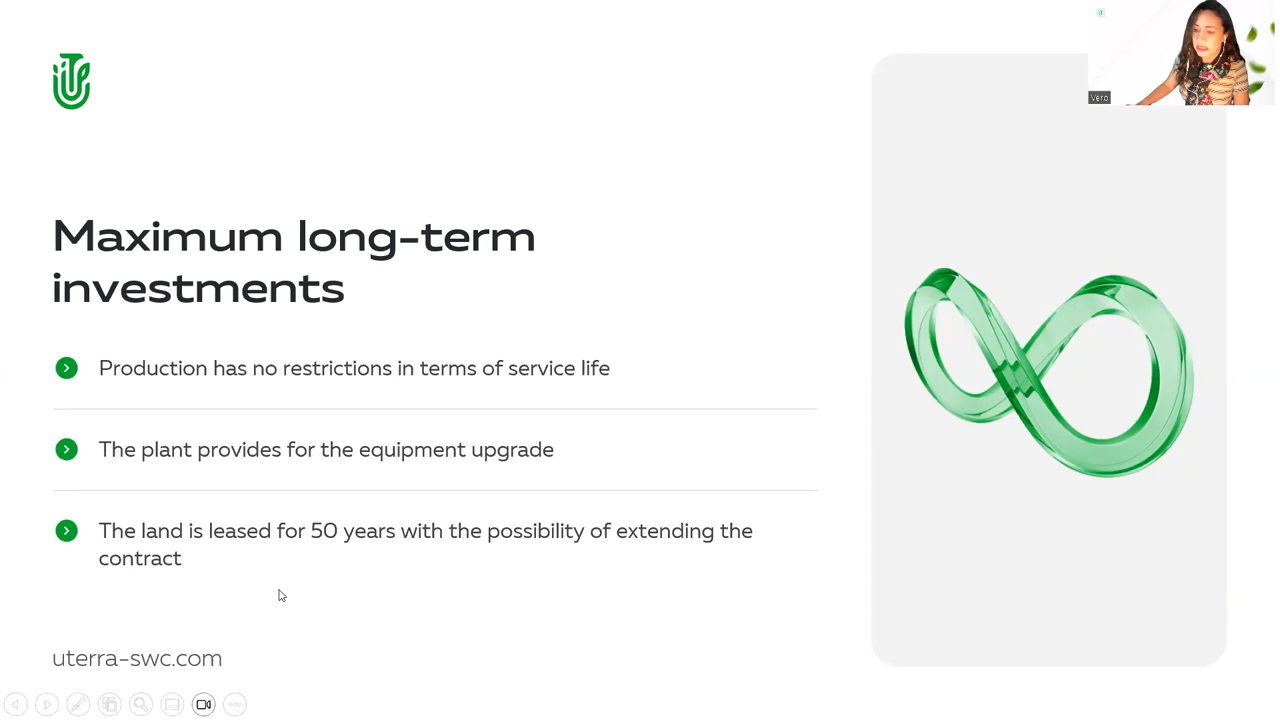 Vero
Maximum long-term
investments
Production has no restrictions in terms of service life
The plant provides for the equipment upgrade
The land is leased for 50 years with the possibility of extending the
contract
uterra-swc.com